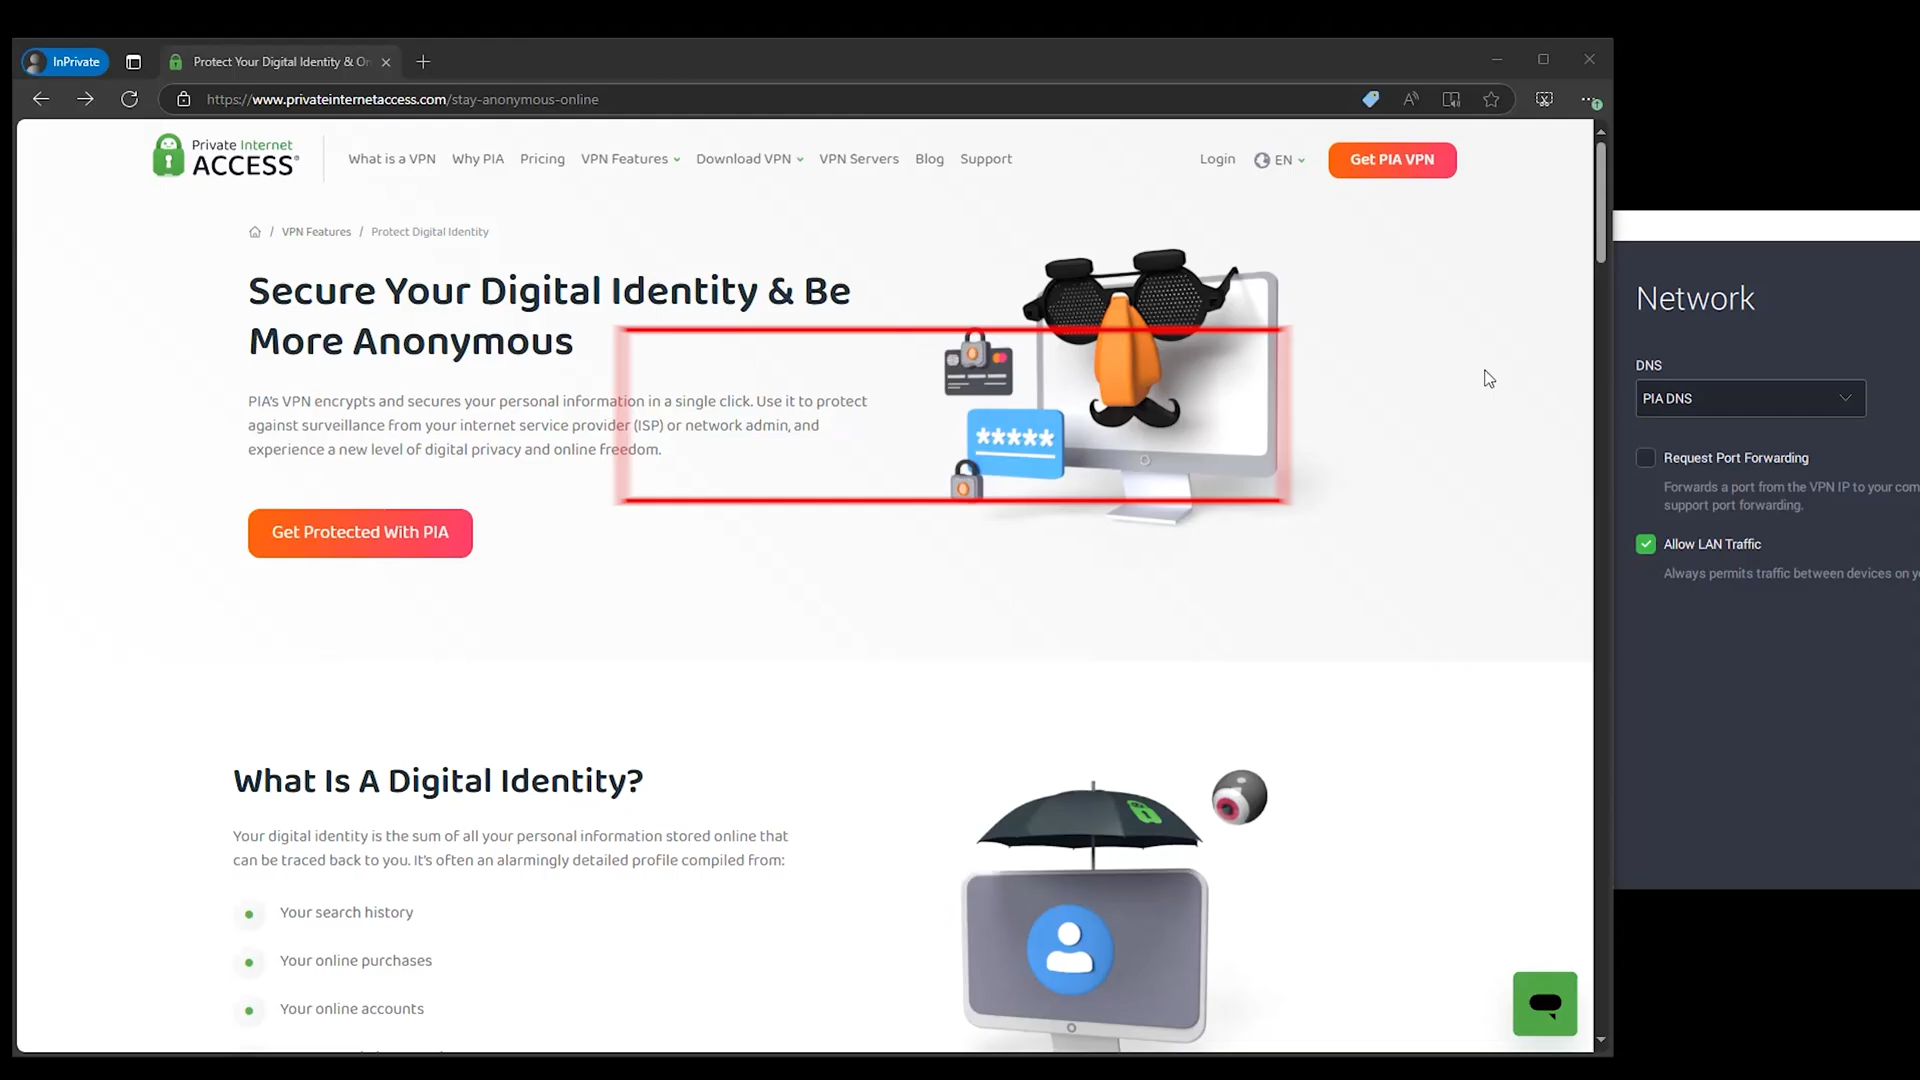 InPrivate
Protect Your Digital Identity & On
https://www.privateinternetaccess.com/stay-anonymous-online
Private Internet
ACCESS®
What is a VPN
Why PIA
Pricing
VPN Features
Download VPN
VPN Servers
Blog
Support
Login
EN
Get PIA VPN
/ VPN Features / Protect Digital Identity
Secure Your Digital Identity & Be
More Anonymous
PIA's VPN encrypts and secures your personal information in a single click. Use it to protect
against surveillance from your internet service provider (ISP) or network admin, and
experience a new level of digital privacy and online freedom.
*****
Get Protected With PIA
What Is A Digital Identity?
Your digital identity is the sum of all your personal information stored online that
can be traced back to you. It's often an alarmingly detailed profile compiled from:
Your search history
Your online purchases
Your online accounts
Network
DNS
PIA DNS
Request Port Forwarding
Forwards a port from the VPN IP to your com
support port forwarding.
Allow LAN Traffic
Always permits traffic between devices on